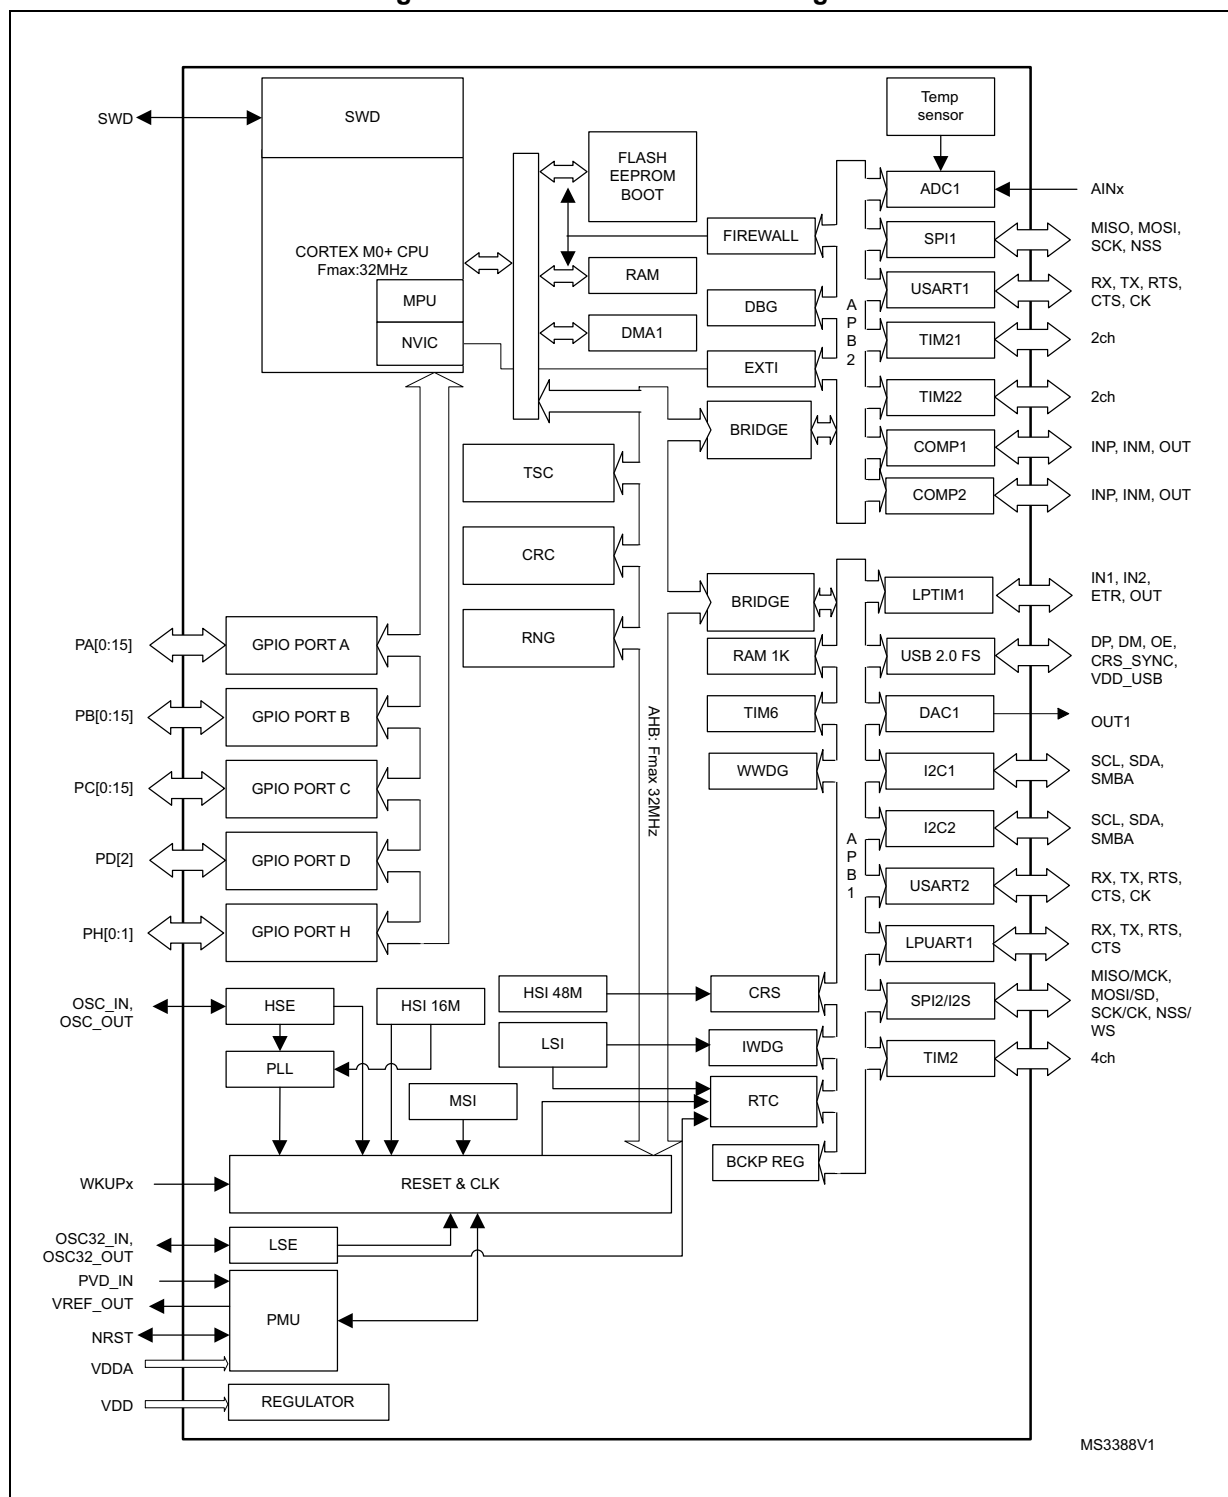 SWD
SWD
CORTEX M0+ CPU
Fmax:32MHz
MPU
NVIC
FLASH
EEPROM
BOOT
RAM
DMA1
FIREWALL
DBG
EXTI
BRIDGE
A
P
B
2
Temp
sensor
ADC1
AINx
SPI1
MISO, MOSI,
SCK, NSS
USART1
RX, TX, RTS,
CTS, CK
TIM21
2ch
TIM22
2ch
COMP1
INP, INM, OUT
COMP2
INP, INM, OUT
TSC
CRC
RNG
AHB: Fmax 32MHz
PA[0:15]
GPIO PORT A
PB[0:15]
GPIO PORT B
PC[0:15]
GPIO PORT C
PD[2]
GPIO PORT D
PH[0:1]
GPIO PORT H
BRIDGE
RAM 1K
TIM6
WWDG
A
P
B
1
LPTIM1
IN1, IN2,
ETR, OUT
USB 2.0 FS
DP, DM, OE,
CRS_SYNC,
VDD_USB
DAC1
OUT1
I2C1
SCL, SDA,
SMBA
I2C2
SCL, SDA,
SMBA
USART2
RX, TX, RTS,
CTS, CK
LPUART1
RX, TX, RTS,
CTS
SPI2/I2S
MISO/MCK,
MOSI/SD,
SCK/CK, NSS/
WS
TIM2
4ch
OSC_IN,
OSC_OUT
HSE
HSI 16M
PLL
MSI
HSI 48M
LSI
CRS
IWDG
RTC
BCKP REG
WKUPx
RESET & CLK
OSC32_IN,
OSC32_OUT
LSE
PVD_IN
VREF_OUT
NRST
VDDA
PMU
VDD
REGULATOR
MS3388V1